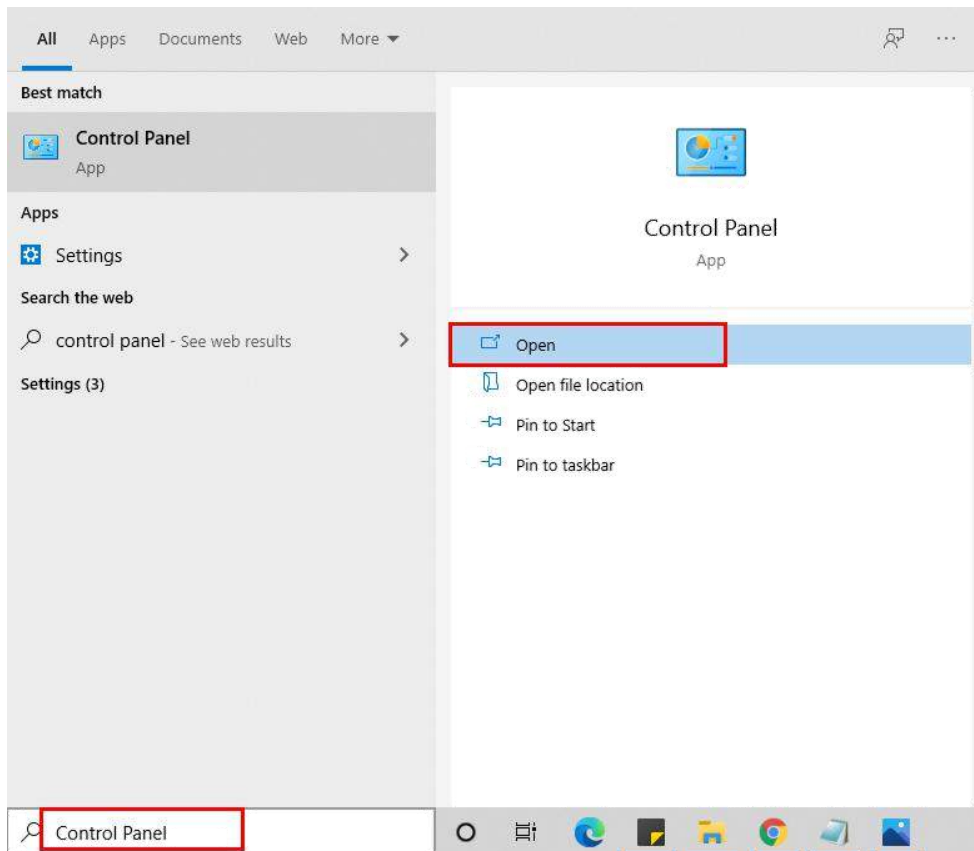 All Apps Documents Web More
Best match
Control Panel
App
Apps
Settings
Search the web
control panel - See web results
Settings (3)
Control Panel
App
Open
Open file location
Pin to Start
Pin to taskbar
Control Panel